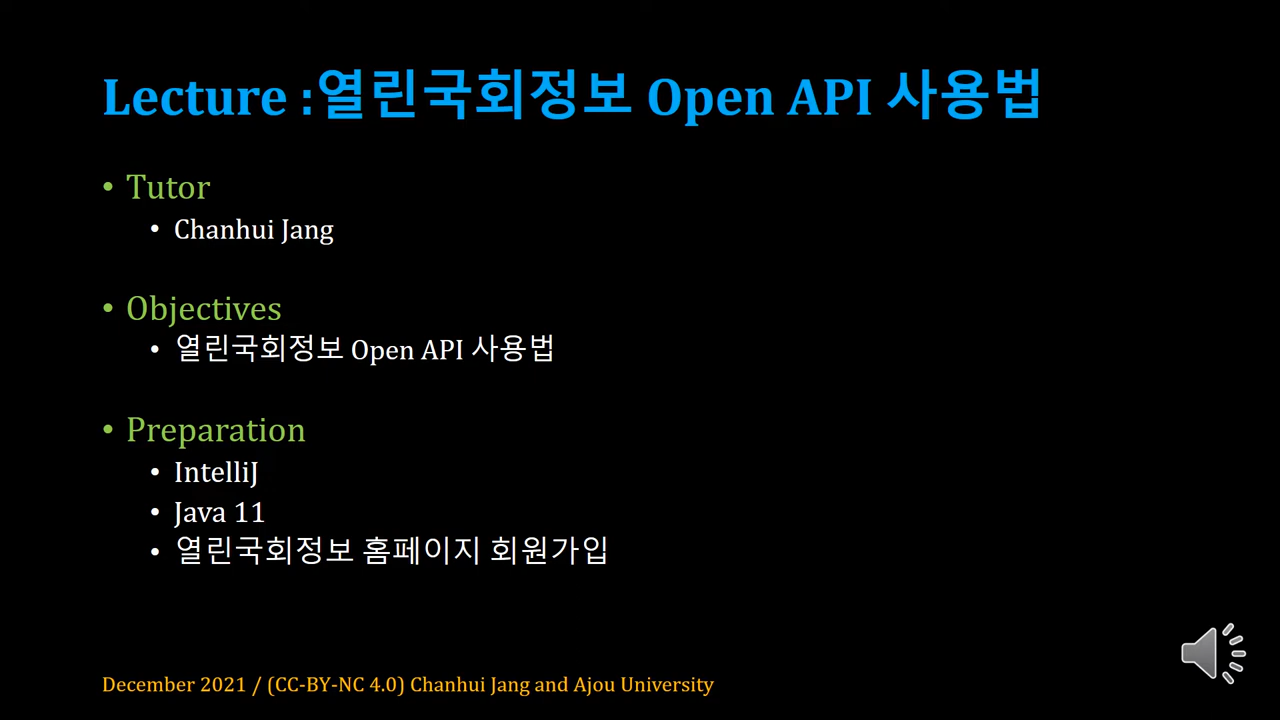 Lecture :열린국회정보 Open API 사용법
• Tutor
• Chanhui Jang
• Objectives
• 열린국회정보 Open API 사용법
• Preparation
• IntelliJ
• Java 11
• 열린국회정보 홈페이지 회원가입
December 2021 / (CC-BY-NC 4.0) Chanhui Jang and Ajou University